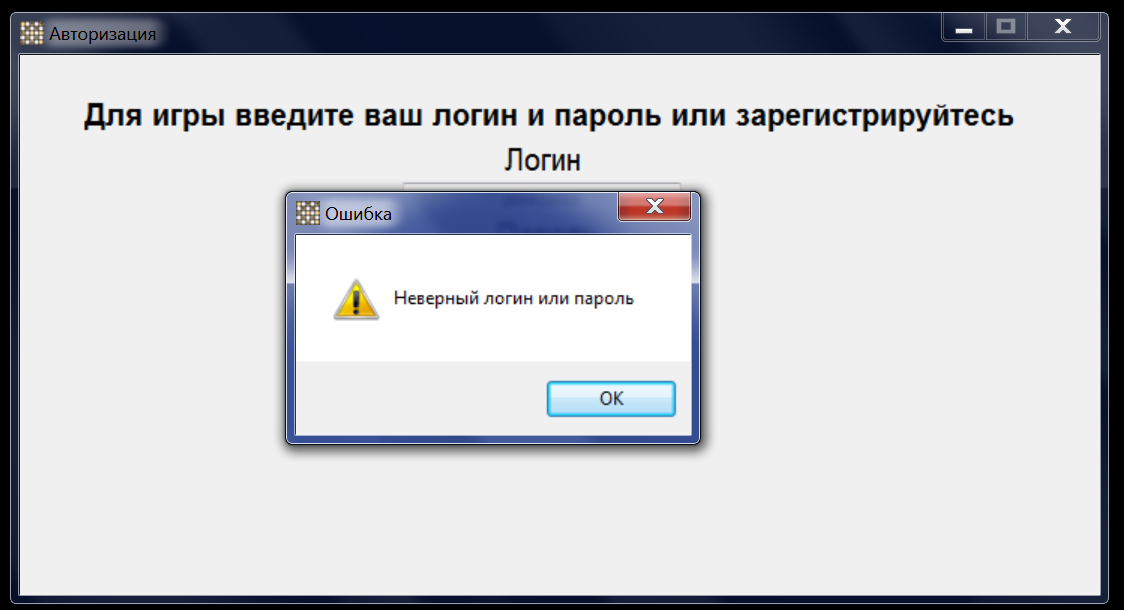 Авторизация
Для игры введите ваш логин и пароль или зарегистрируйтесь
Логин
Ошибка
Неверный логин или пароль
OK